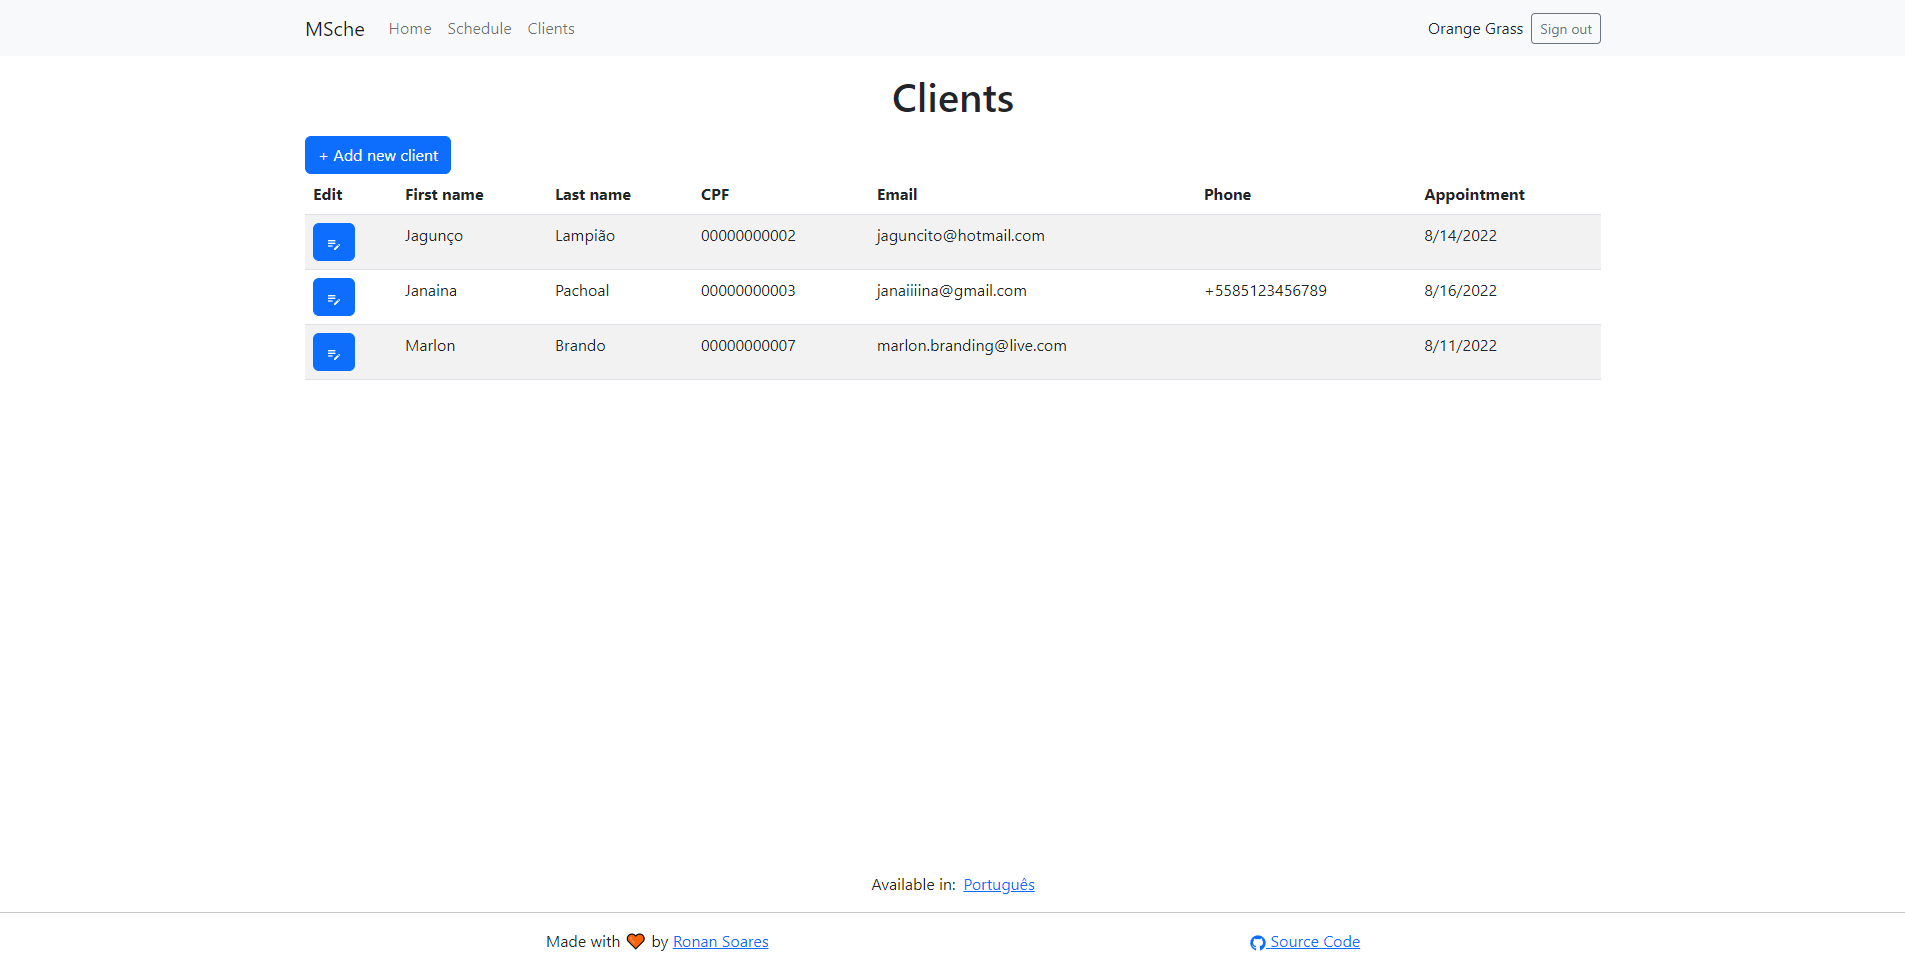 MSche Home Schedule Clients Orange Grass Sign out
Clients
+ Add new client
Edit First name Last name CPF Email Phone Appointment
Jagunço Lampião 00000000002 jaguncito@hotmail.com 8/14/2022
Janaina Pachoal 00000000003 janaiiiina@gmail.com +5585123456789 8/16/2022
Marlon Brando 00000000007 marlon.branding@live.com 8/11/2022
Available in: Português
Made with 🧡 by Ronan Soares Source Code